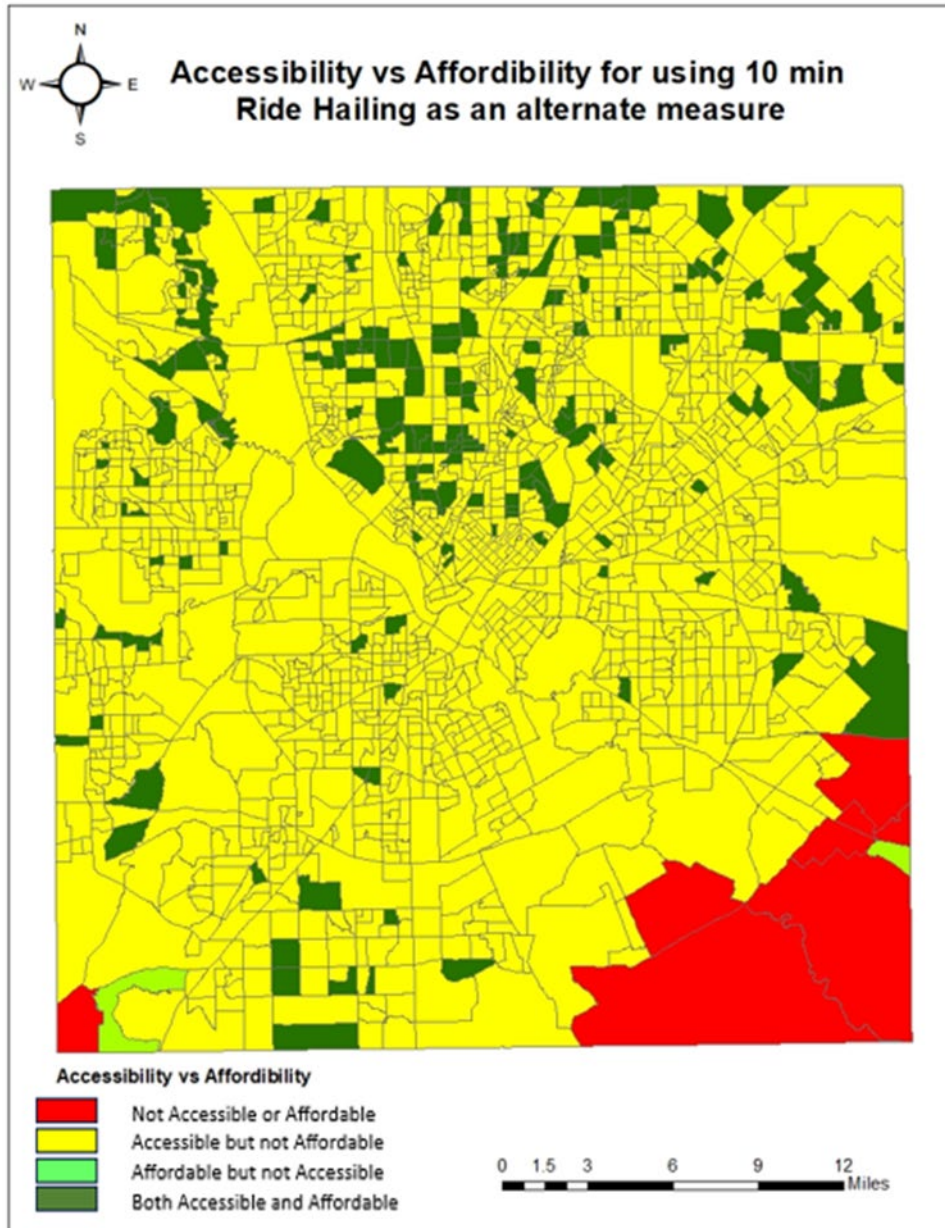 N
W E
S
Accessibility vs Affordibility for using 10 min
Ride Hailing as an alternate measure
Accessibility vs Affordibility
Not Accessible or Affordable
Accessible but not Affordable
Affordable but not Accessible
Both Accessible and Affordable
0 1.5 3 6 9 12
Miles